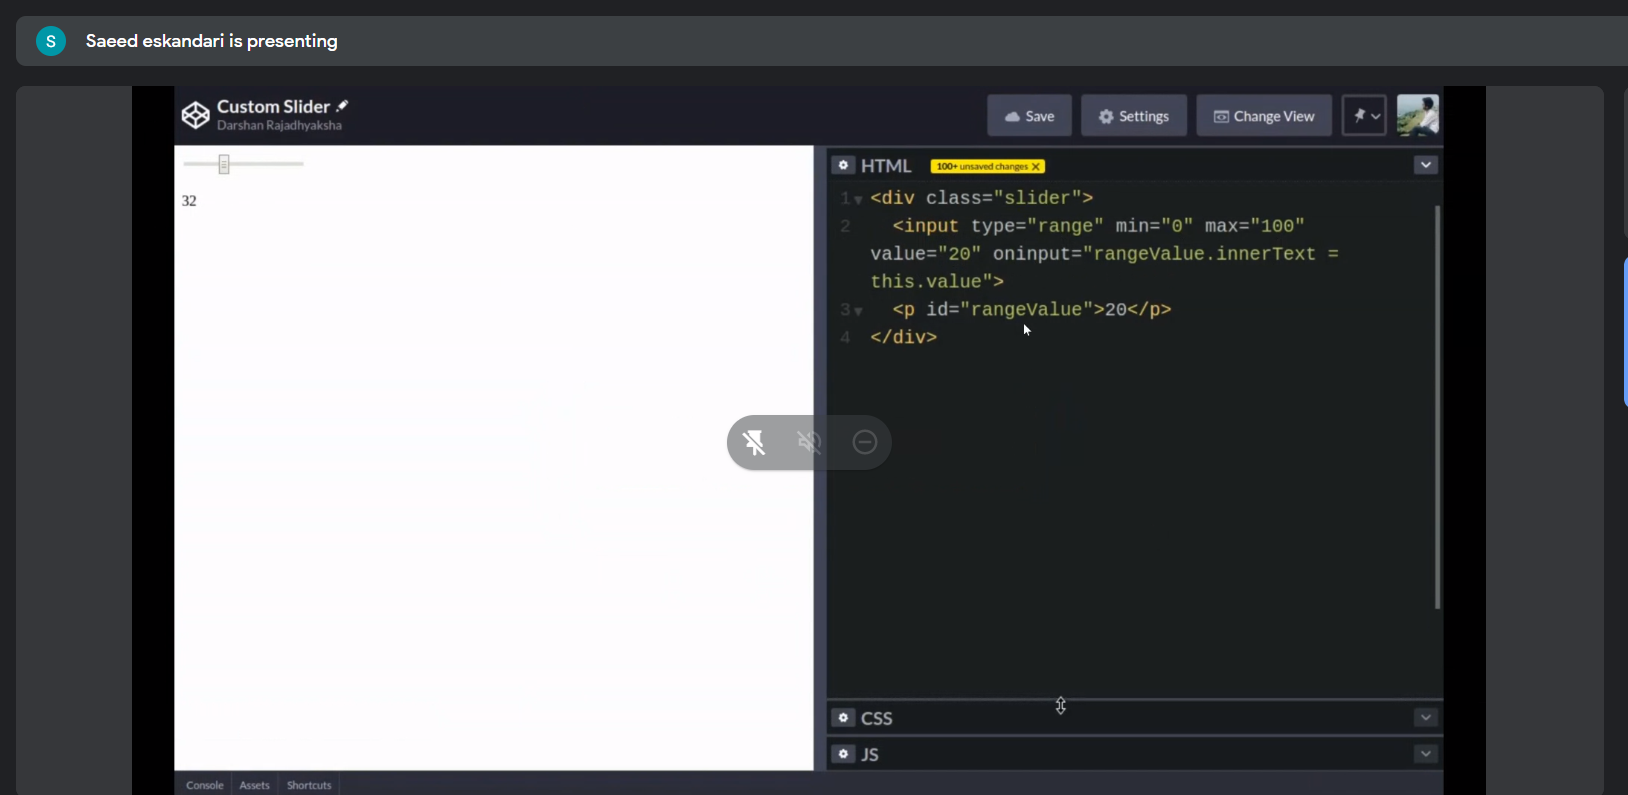 S Saeed eskandari is presenting
Custom Slider
Darshan Rajadhyaksha
Save
Settings
Change View
32
HTML 100+ unsaved changes X
1 <div class="slider">
2 <input type="range" min="0" max="100"
value="20" oninput="rangeValue.innerText =
this.value">
3 <p id="rangeValue">20</p>
4 </div>
CSS
JS
Console Assets Shortcuts